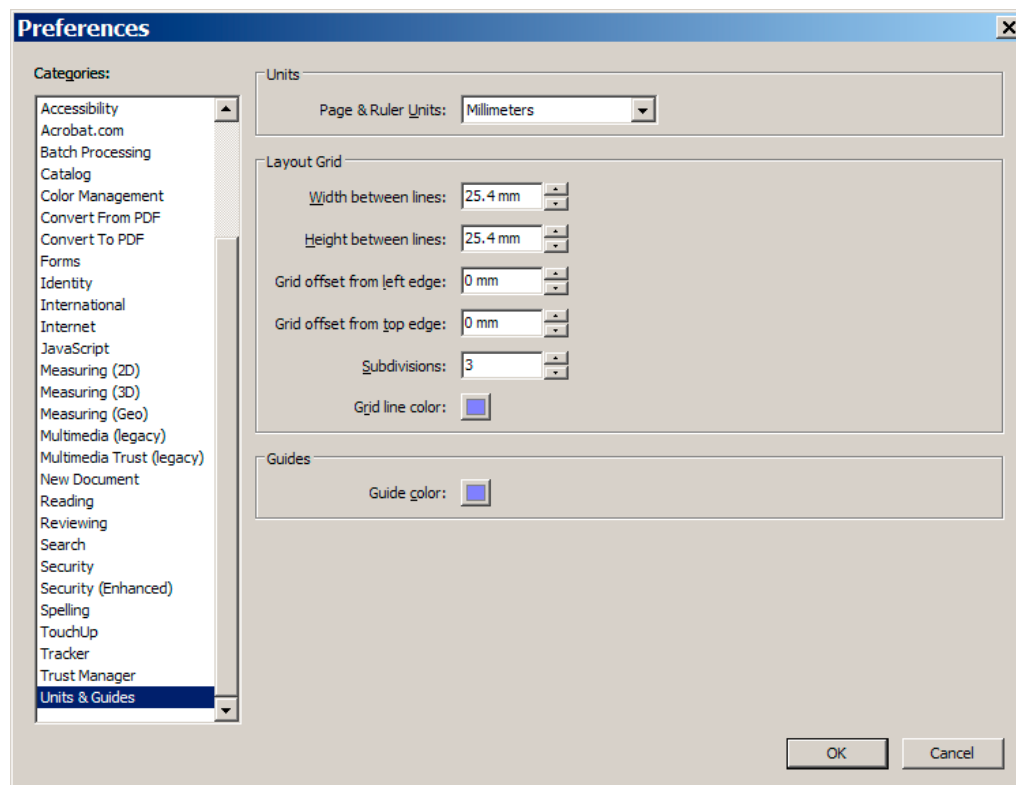 Preferences
Categories:
Accessibility
Acrobat.com
Batch Processing
Catalog
Color Management
Convert From PDF
Convert To PDF
Forms
Identity
International
Internet
JavaScript
Measuring (2D)
Measuring (3D)
Measuring (Geo)
Multimedia (legacy)
Multimedia Trust (legacy)
New Document
Reading
Reviewing
Search
Security
Security (Enhanced)
Spelling
TouchUp
Tracker
Trust Manager
Units & Guides
Units
Page & Ruler Units: Millimeters
Layout Grid
Width between lines: 25.4 mm
Height between lines: 25.4 mm
Grid offset from left edge: 0 mm
Grid offset from top edge: 0 mm
Subdivisions: 3
Grid line color:
Guides
Guide color:
OK Cancel